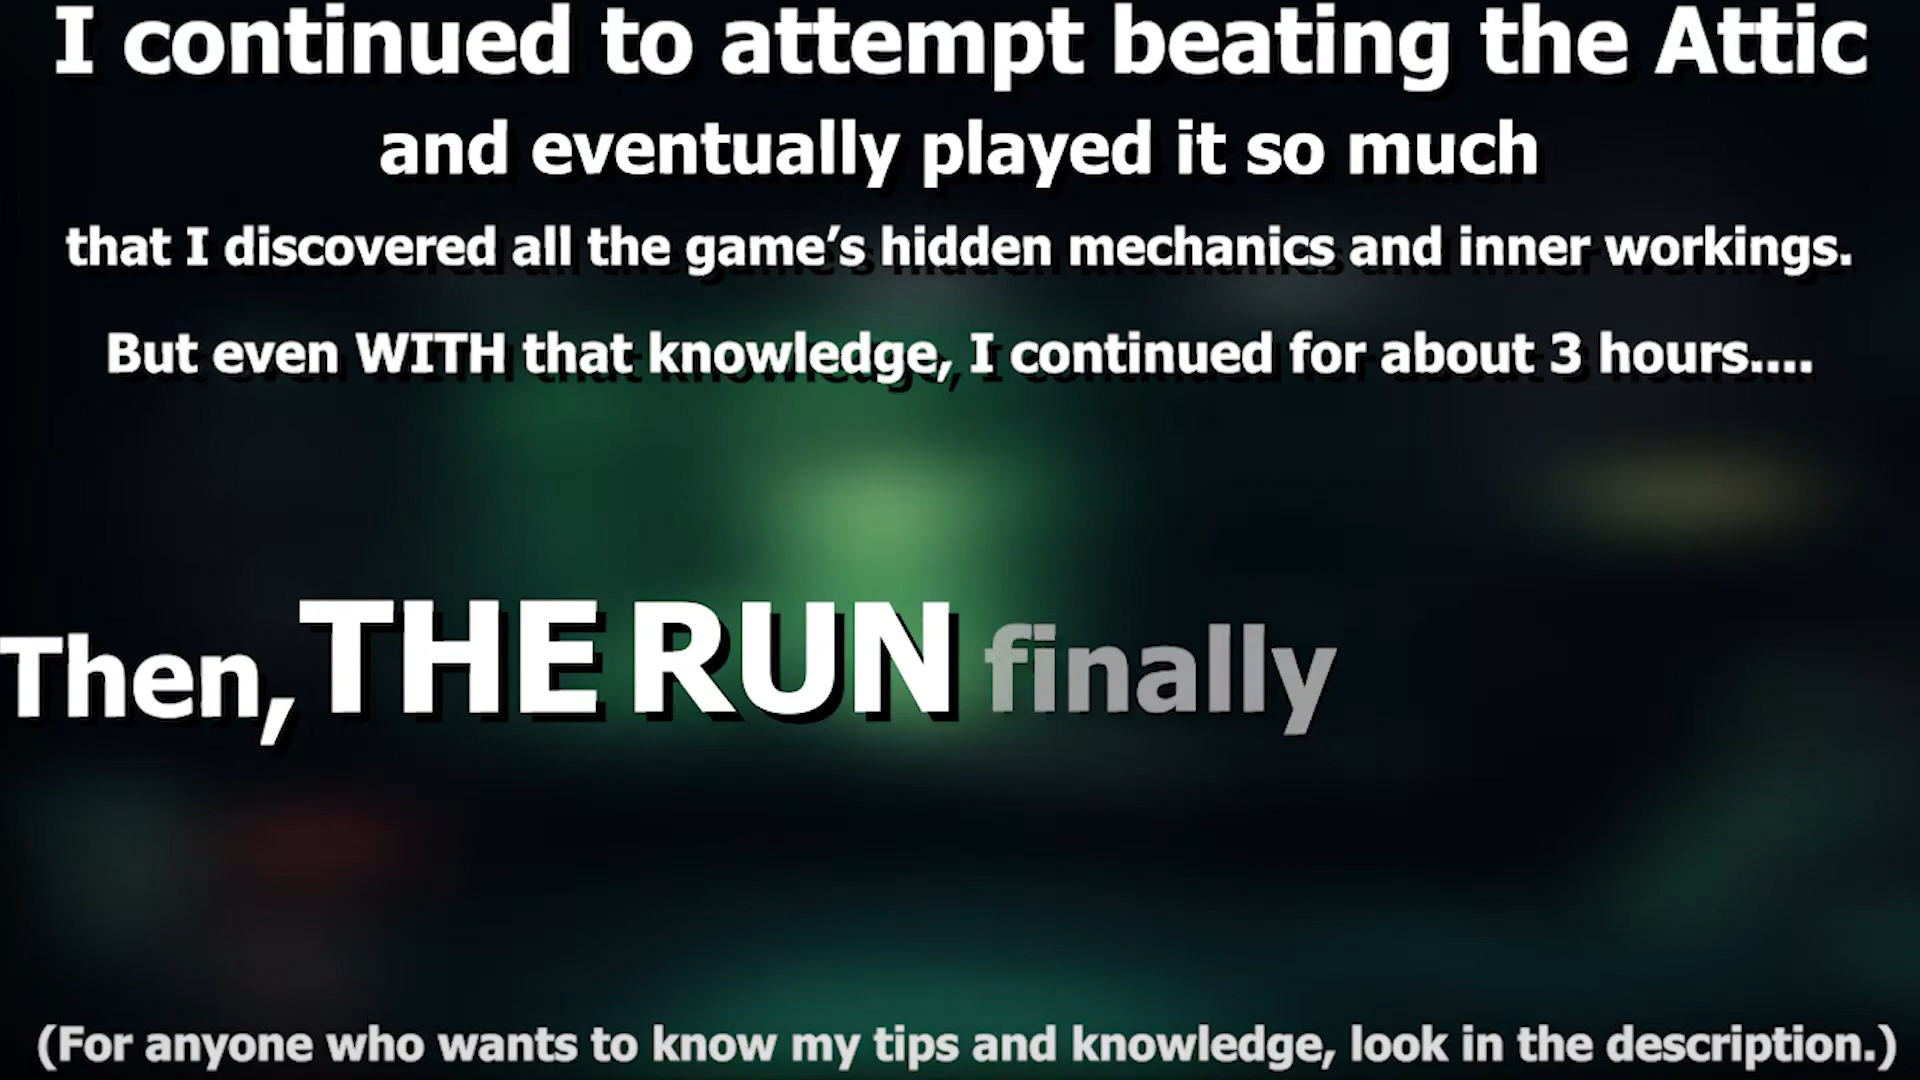 I continued to attempt beating the Attic
and eventually played it so much
that I discovered all the game’s hidden mechanics and inner workings.
But even WITH that knowledge, I continued for about 3 hours....
Then, THE RUN finally
(For anyone who wants to know my tips and knowledge, look in the description.)